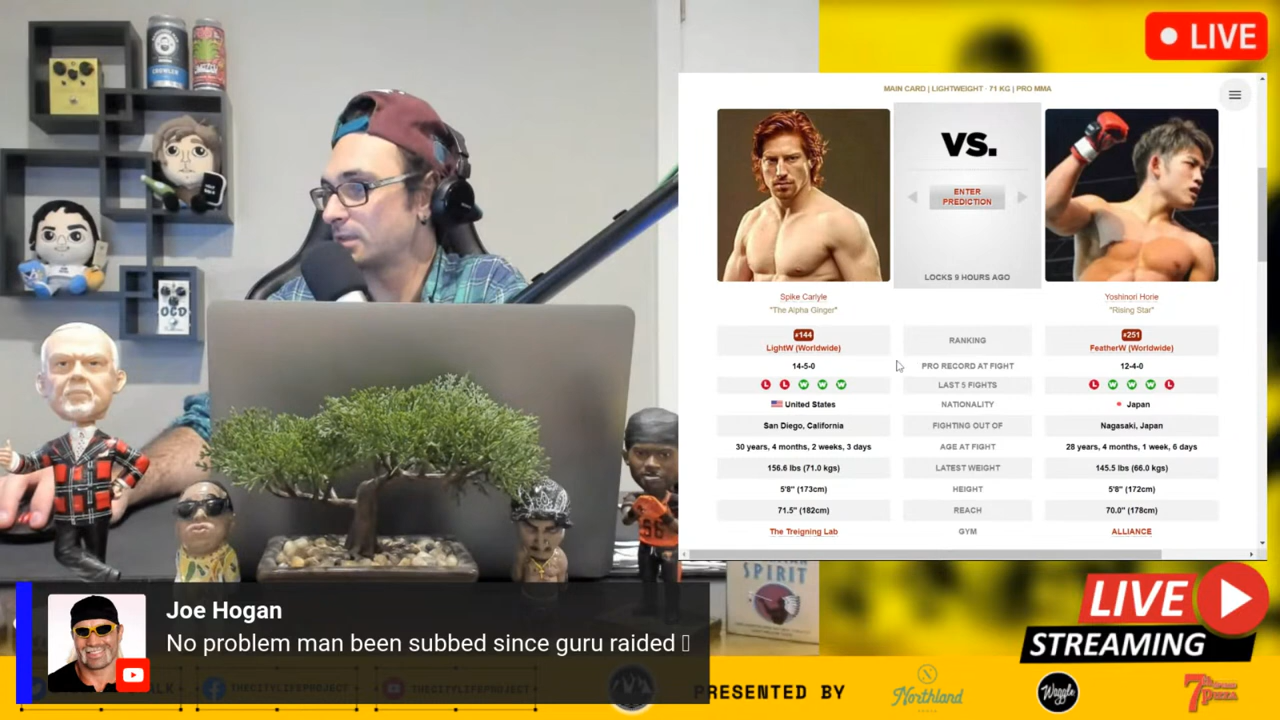 LIVE
MAIN CARD | LIGHTWEIGHT · 71 KG | PRO MMA
VS.
ENTER
PREDICTION
LOCKS 9 HOURS AGO
Spike Carlyle
Yoshinori Horie
"The Alpha Ginger"
"Rising Star"
#144
LightW (Worldwide)
RANKING
#251
FeatherW (Worldwide)
14-5-0
PRO RECORD AT FIGHT
12-4-0
L L W W W
LAST 5 FIGHTS
L W W W L
United States
NATIONALITY
Japan
San Diego, California
FIGHTING OUT OF
Nagasaki, Japan
30 years, 4 months, 2 weeks, 3 days
AGE AT FIGHT
28 years, 4 months, 1 week, 6 days
156.6 lbs (71.0 kgs)
LATEST WEIGHT
145.5 lbs (66.0 kgs)
5'8" (173cm)
HEIGHT
5'8" (172cm)
71.5" (182cm)
REACH
70.0" (178cm)
The Treigning Lab
GYM
ALLIANCE
OCD
SPIRIT
Joe Hogan
No problem man been subbed since guru raided
LIVE
STREAMING
THECITYLIFEPROJECT
THECITYLIFEPROJECT
PRESENTED BY
Northland
Waggle